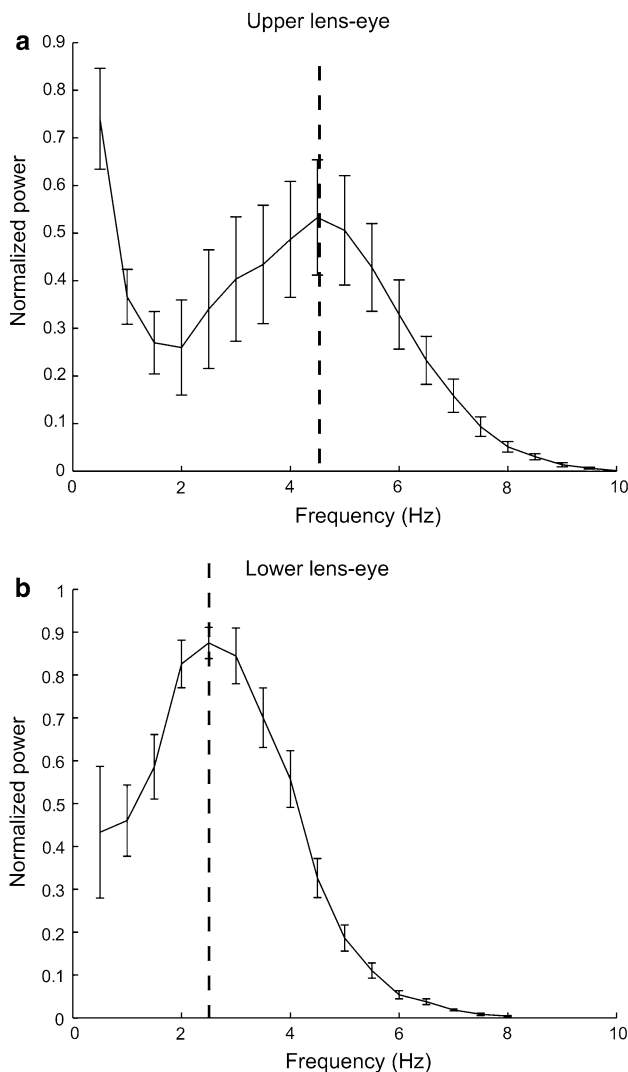 Upper lens-eye
a
0.9
0.8
0.7
0.6
0.5
0.4
0.3
0.2
0.1
0
Normalized power
0 2 4 6 8 10
Frequency (Hz)
Lower lens-eye
b
1
0.9
0.8
0.7
0.6
0.5
0.4
0.3
0.2
0.1
0
Normalized power
0 2 4 6 8 10
Frequency (Hz)